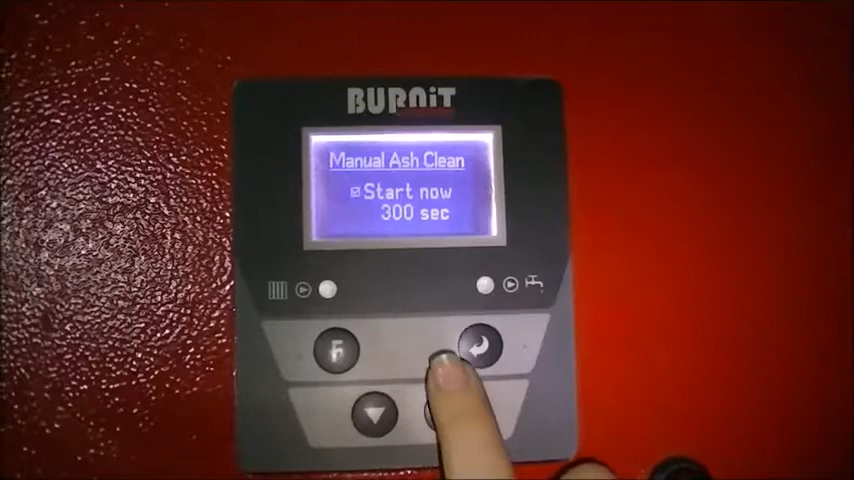 BURNiT
Manual Ash Clean
☑Start now
300 sec
F